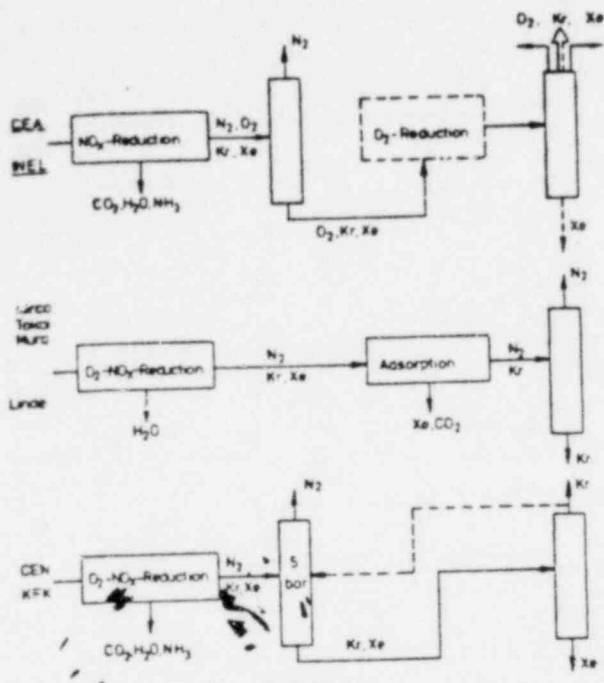 O₂, Kr, Xe
N₂
CEA
INEL
NOₓ-Reduction
N₂, O₂
Kr, Xe
O₂-Reduction
CO₂, H₂O, NH₃
O₂, Kr, Xe
Xe
N₂
Linde
O₂-NOₓ-Reduction
N₂
Kr, Xe
Adsorption
N₂
Kr
H₂O
Xe, CO₂
Kr
Kr
N₂
CEN
KFK
O₂-NOₓ-Reduction
N₂
Kr, Xe
5
bar
CO₂, H₂O, NH₃
Kr, Xe
Xe